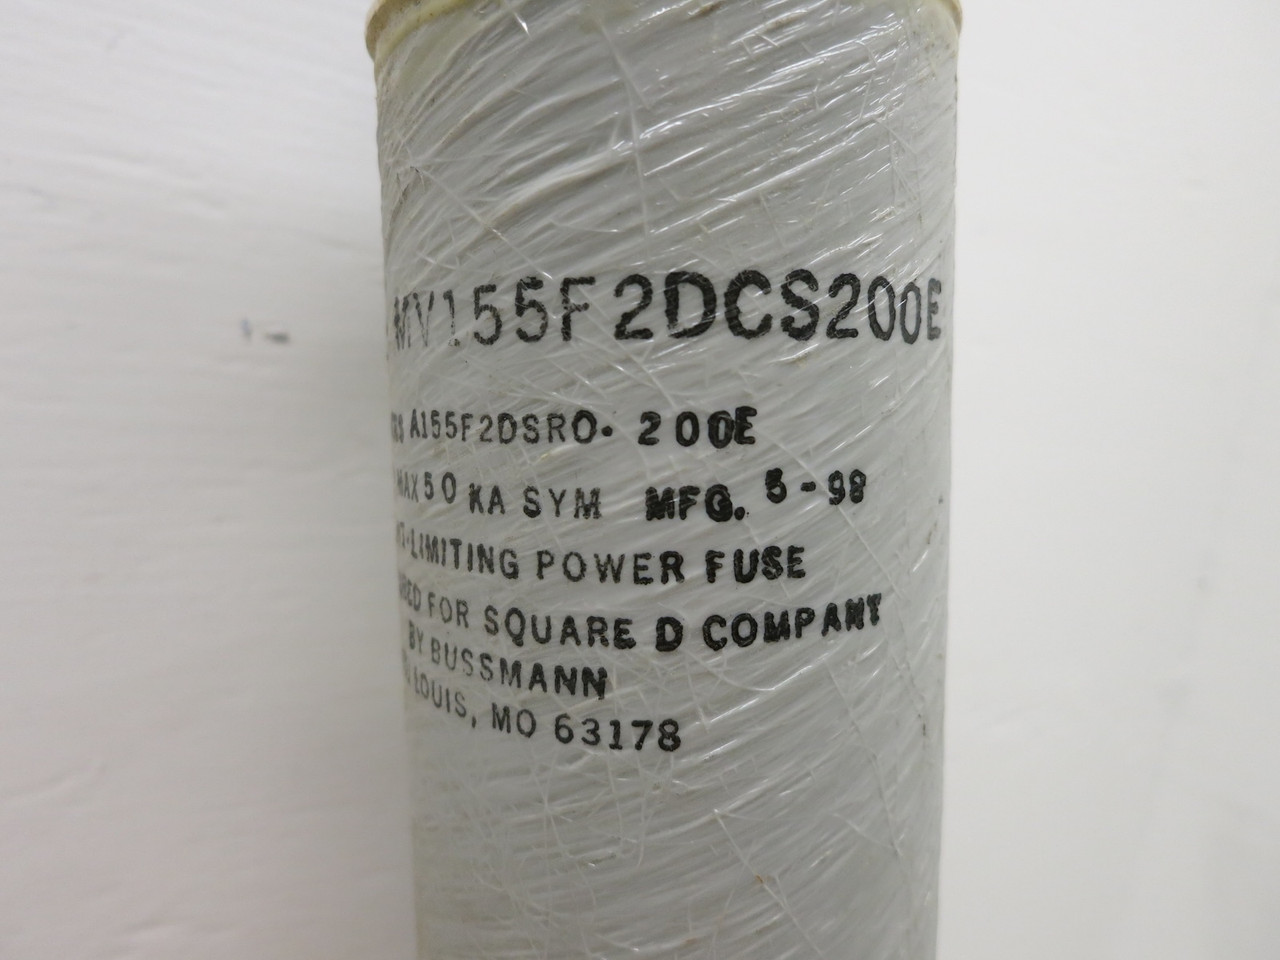 MV155F2DCS200E
A155F2DSRO- 200E
MAX 50 KA SYM MFG. 5-98
-LIMITING POWER FUSE
FOR SQUARE D COMPANY
BY BUSSMANN
LOUIS, MO 63178